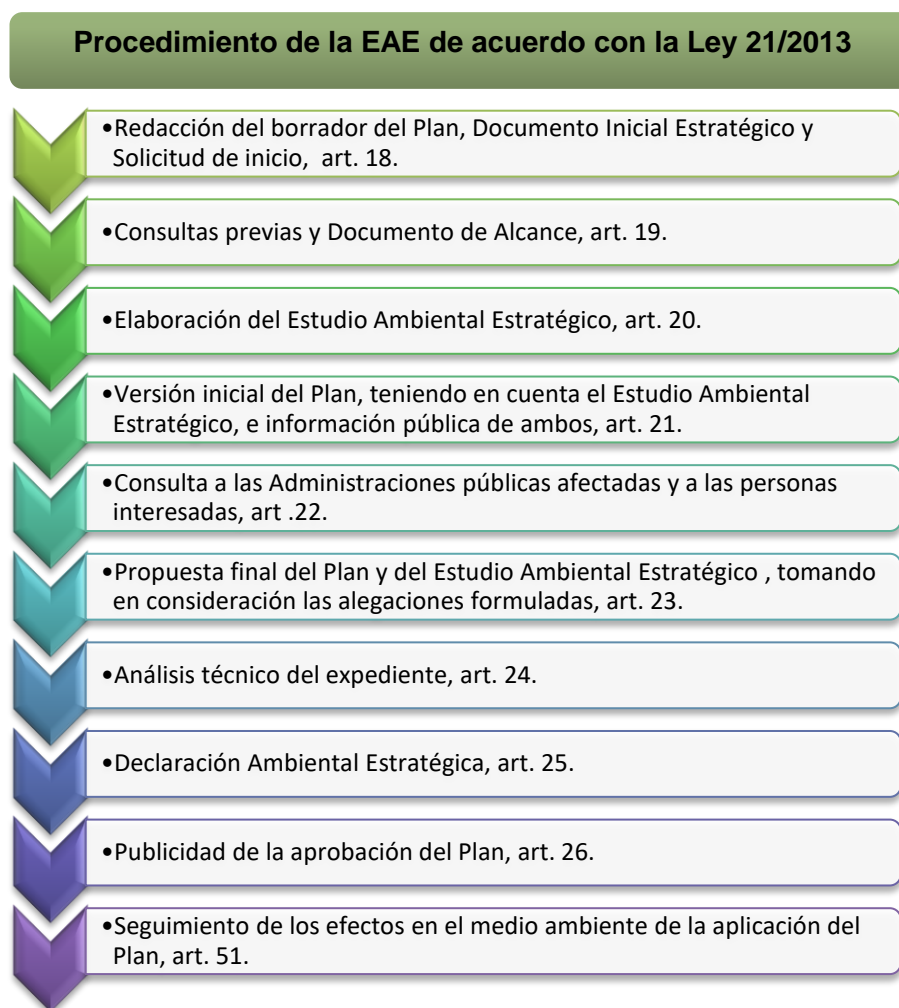 Procedimiento de la EAE de acuerdo con la Ley 21/2013
•Redacción del borrador del Plan, Documento Inicial Estratégico y
Solicitud de inicio,  art. 18.
•Consultas previas y Documento de Alcance, art. 19.
•Elaboración del Estudio Ambiental Estratégico, art. 20.
•Versión inicial del Plan, teniendo en cuenta el Estudio Ambiental
Estratégico, e información pública de ambos, art. 21.
•Consulta a las Administraciones públicas afectadas y a las personas
interesadas, art .22.
•Propuesta final del Plan y del Estudio Ambiental Estratégico , tomando
en consideración las alegaciones formuladas, art. 23.
•Análisis técnico del expediente, art. 24.
•Declaración Ambiental Estratégica, art. 25.
•Publicidad de la aprobación del Plan, art. 26.
•Seguimiento de los efectos en el medio ambiente de la aplicación del
Plan, art. 51.